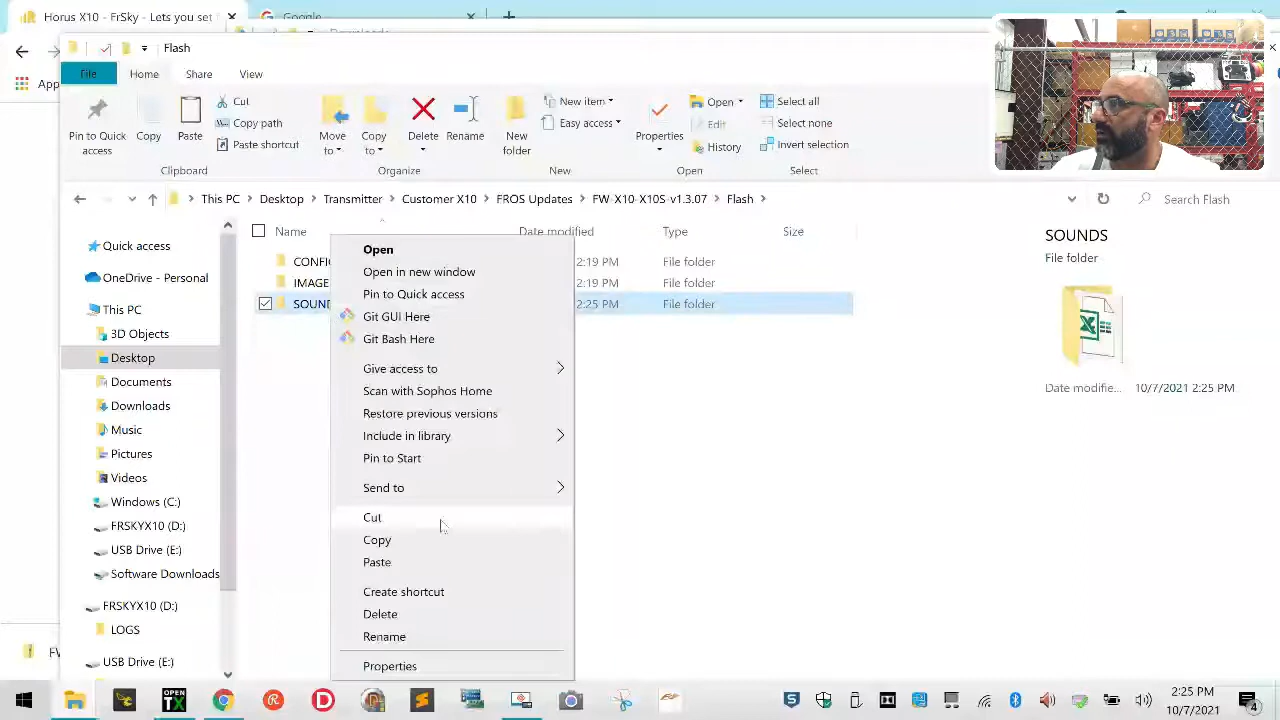 Horus X10 - FrSky - Lets you set
Flash
App
File
Home
Share
View
Pin to Quick access
Copy
Paste
Cut
Copy path
Paste shortcut
Move to
Copy to
Delete
Rename
New folder
New item
Easy access
Properties
Open
Edit
History
Select all
Select none
Invert selection
Clipboard
Organize
New
Open
Select
This PC
Desktop
Transmitter
Customer X10
FROS Updates
FW-X10-X10S-v1.3.07
Flash
Search Flash
Name
Date modified
Type
Size
SOUNDS
File folder
Date modifie... 10/7/2021 2:25 PM
CONFIG 2:19 PM File folder
IMAGE 2:19 PM File folder
SOUND 2:25 PM File folder
Quick access
OneDrive - Personal
This PC
3D Objects
Desktop
Documents
Downloads
Music
Pictures
Videos
Windows (C:)
FRSKYX10 (D:)
USB Drive (E:)
Software Downloads
FRSKYX10 (D:)
LOGS
USB Drive (E:)
Open
Open in new window
Pin to Quick access
Git GUI Here
Git Bash Here
Give access to
Scan with Sophos Home
Restore previous versions
Include in library
Pin to Start
Send to
Cut
Copy
Paste
Create shortcut
Delete
Rename
Properties
FW
OPEN
TX
2:25 PM
10/7/2021
4